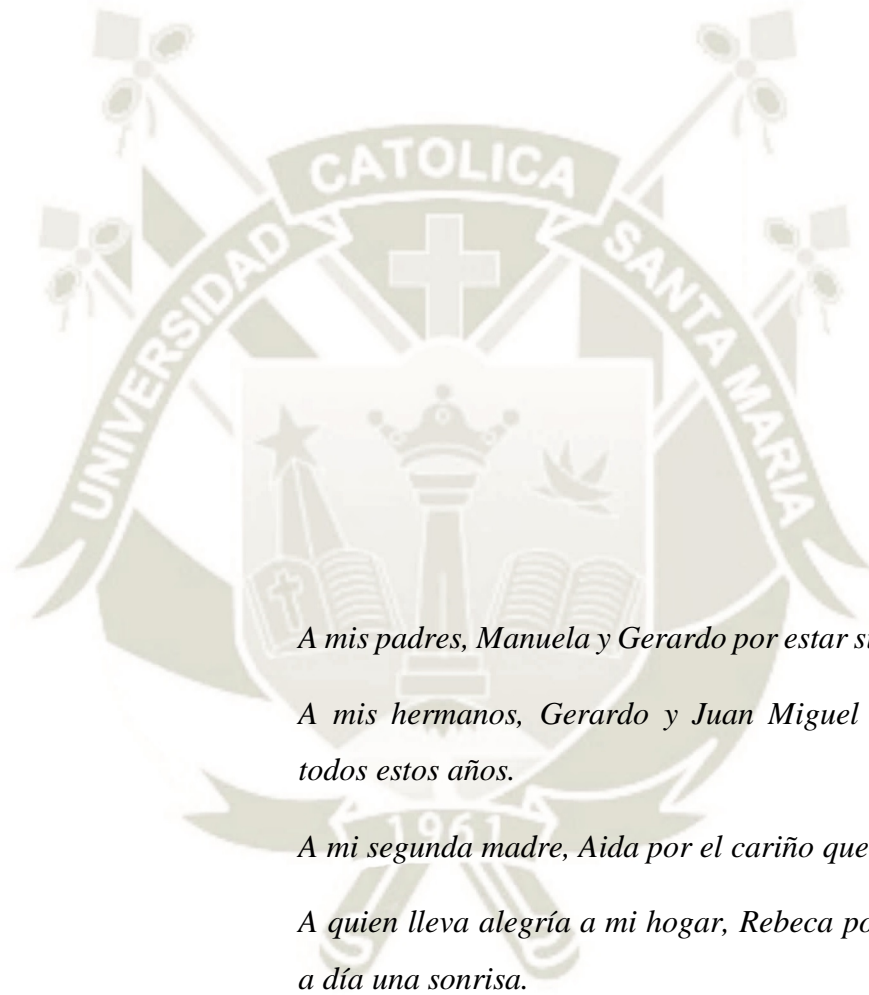 CATOLICA
UNIVERSIDAD
SANTA MARIA
A mis padres, Manuela y Gerardo por estar
A mis hermanos, Gerardo y Juan Miguel
todos estos años.
1961
A mi segunda madre, Aida por el cariño que
A quien lleva alegría a mi hogar, Rebeca
a día una sonrisa.